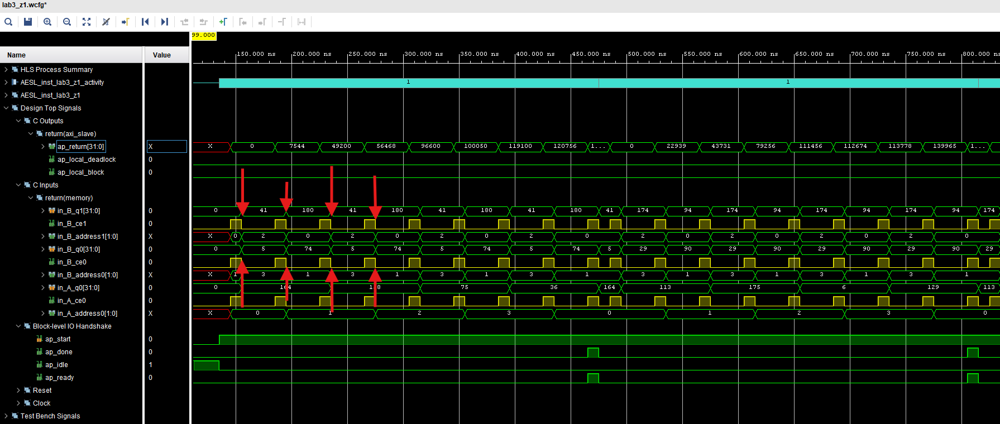 lab3_z1.wcfg*
99.000
Name Value
150.000 ns 200.000 ns 250.000 ns 300.000 ns 350.000 ns 400.000 ns 450.000 ns 500.000 ns 550.000 ns 600.000 ns 650.000 ns 700.000 ns 750.000 ns 800.000 ns
HLS Process Summary
AESL_inst_lab3_z1_activity 1 1
AESL_inst_lab3_z1
Design Top Signals
C Outputs
return(axi_slave)
ap_return[31:0] X X 0 7544 49200 56468 96600 100050 119100 120756 1... 0 22939 43731 79256 111456 112674 113778 139965 1...
ap_local_deadlock 0
ap_local_block 0
C Inputs
return(memory)
in_B_q1[31:0] 0 0 41 180 41 180 41 180 41 180 41 174 94 174 94 174 94 174 94 174
in_B_ce1 0
in_B_address1[1:0] X X 0 2 0 2 0 2 0 2 0 2 0 2 0 2 0 2 0
in_B_q0[31:0] 0 0 5 74 5 74 5 74 5 74 5 29 90 29 90 29 90 29 90 29
in_B_ce0 0
in_B_address0[1:0] X X 1 3 1 3 1 3 1 3 1 3 1 3 1 3 1 3 1
in_A_q0[31:0] 0 0 164 75 36 164 113 175 6 129 113
in_A_ce0 0
in_A_address0[1:0] X X 0 1 2 3 0 1 2 3 0
Block-level IO Handshake
ap_start 0
ap_done 0
ap_idle 1
ap_ready 0
Reset
Clock
Test Bench Signals